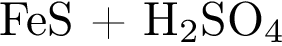 FeS + H₂SO₄